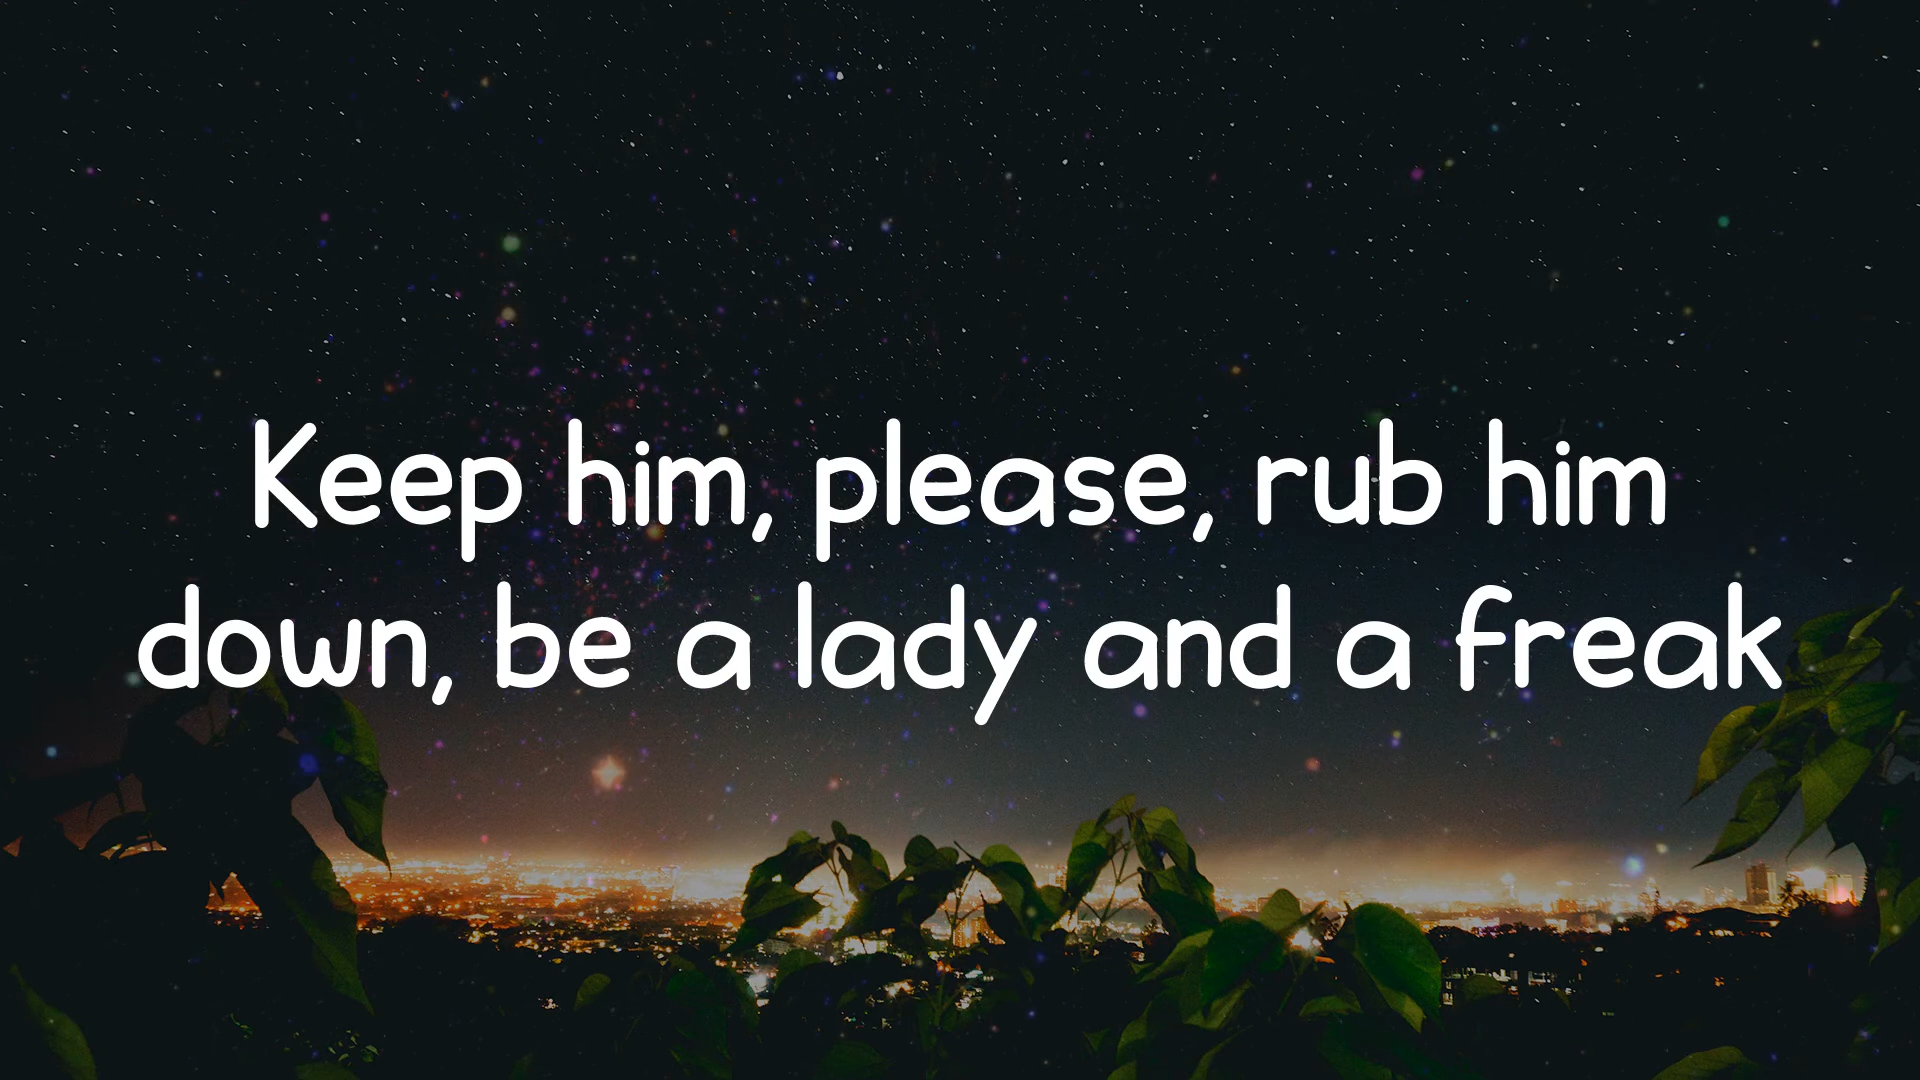 Keep him, please, rub him
down, be a lady and a freak